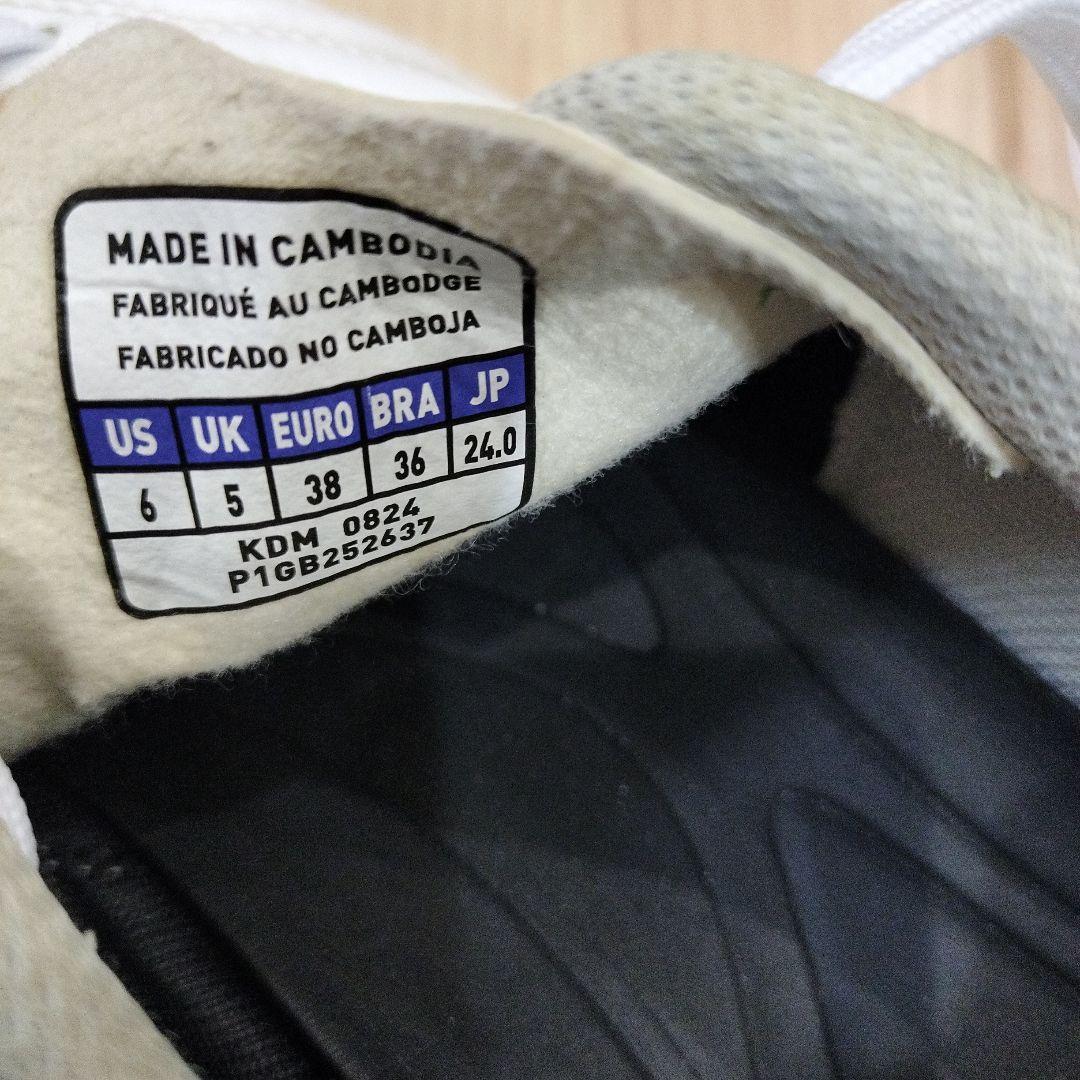 MADE IN CAMBODIA
FABRIQUÉ AU CAMBODGE
FABRICADO NO CAMBOJA
US UK EURO BRA JP
6 5 38 36 24.0
KDM 0824
P1GB252637